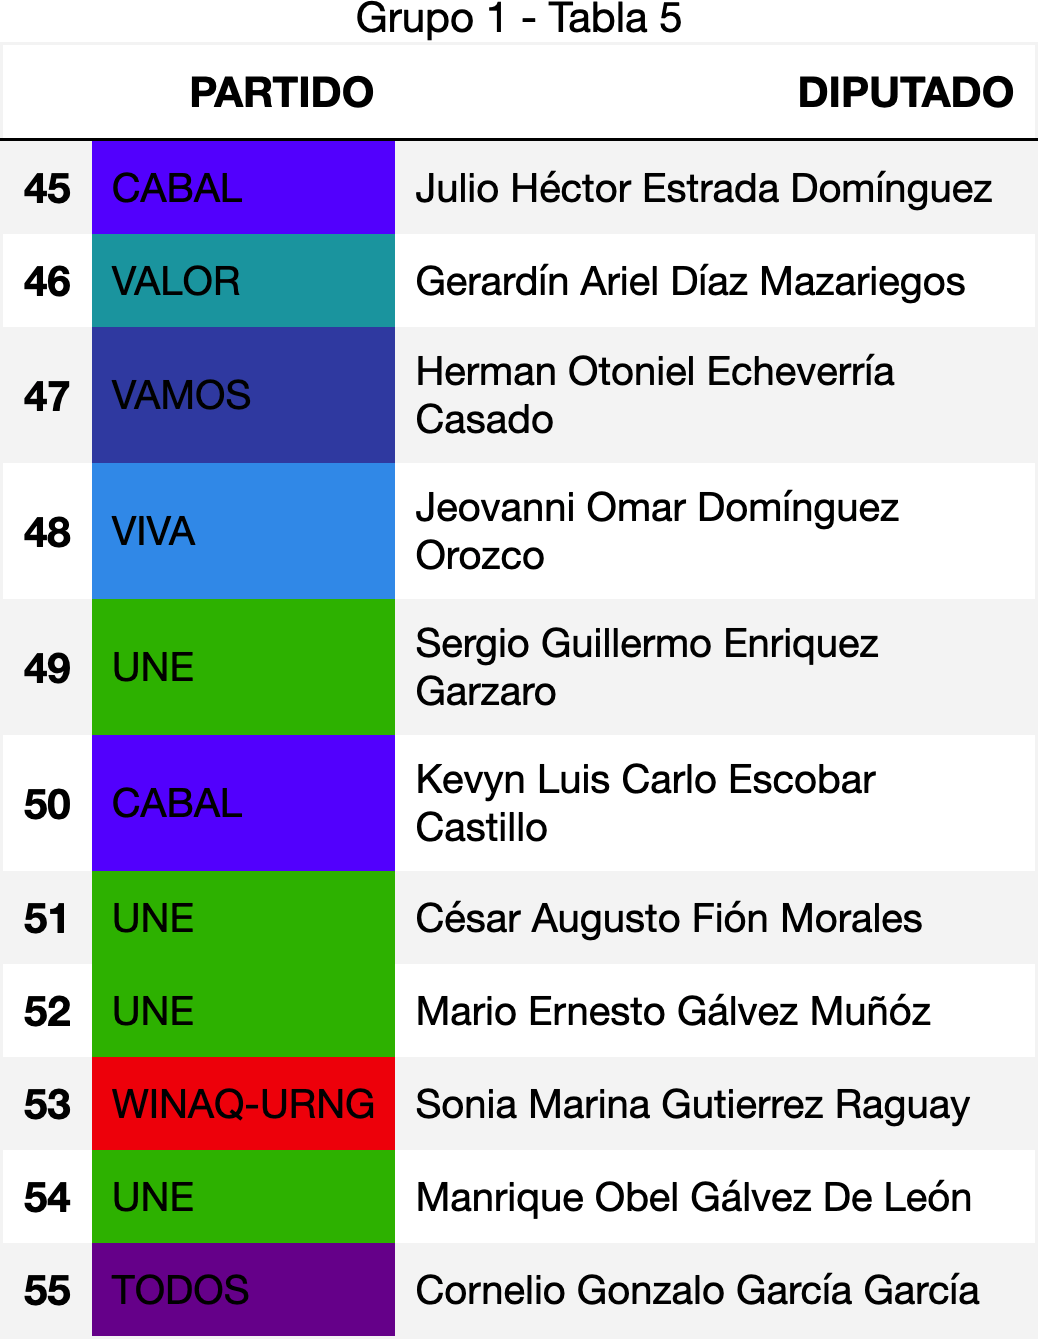 Grupo 1 - Tabla 5
PARTIDO DIPUTADO
45 CABAL Julio Héctor Estrada Domínguez
46 VALOR Gerardín Ariel Díaz Mazariegos
47 VAMOS Herman Otoniel Echeverría
Casado
48 VIVA Jeovanni Omar Domínguez
Orozco
49 UNE Sergio Guillermo Enriquez
Garzaro
50 CABAL Kevyn Luis Carlo Escobar
Castillo
51 UNE César Augusto Fión Morales
52 UNE Mario Ernesto Gálvez Muñóz
53 WINAQ-URNG Sonia Marina Gutierrez Raguay
54 UNE Manrique Obel Gálvez De León
55 TODOS Cornelio Gonzalo García García